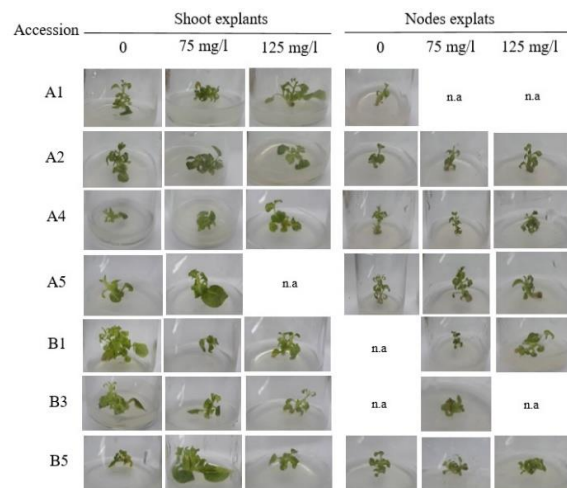 Shoot explants Nodes explats
Accession 0 75 mg/l 125 mg/l 0 75 mg/l 125 mg/l
A1 n.a n.a
A2
A4
A5 n.a
B1 n.a
B3 n.a n.a
B5